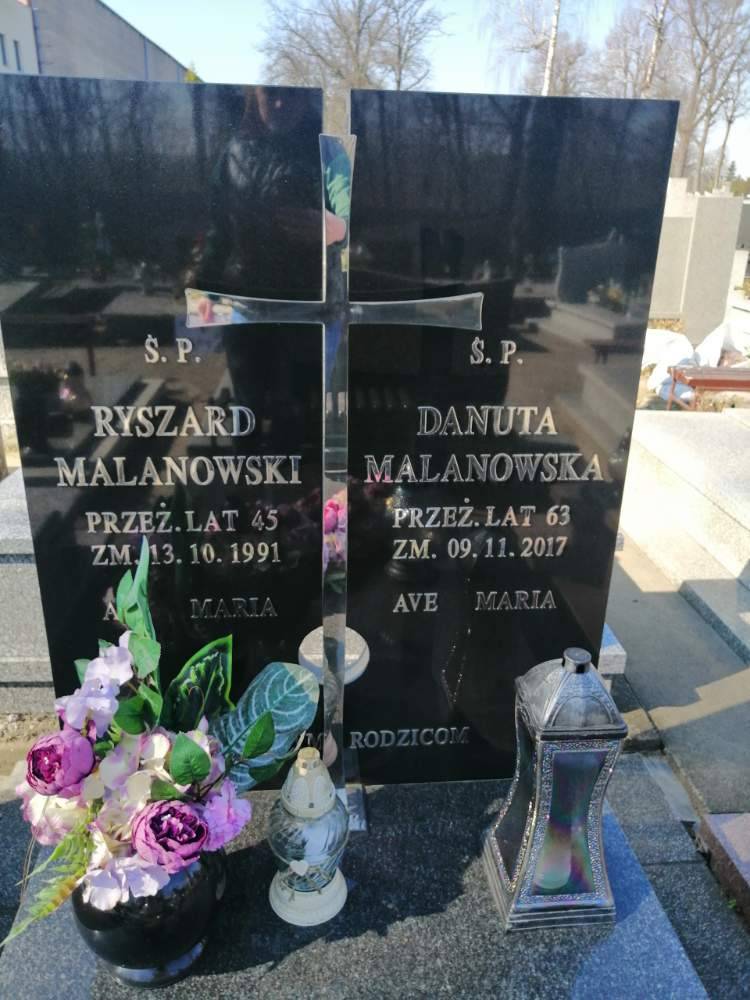 Ś. P.
RYSZARD
MALANOWSKI
PRZEŻ. LAT 45
ZM. 13. 10. 1991
MARIA
Ś. P.
DANUTA
MALANOWSKA
PRZEŻ. LAT 63
ZM. 09. 11. 2017
AVE MARIA
RODZICOM